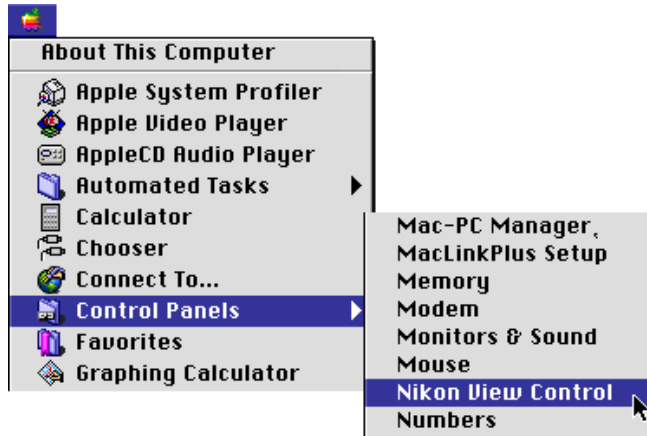 About This Computer
Apple System Profiler
Apple Video Player
AppleCD Audio Player
Automated Tasks
Calculator
Chooser
Connect To...
Control Panels
Favorites
Graphing Calculator
Mac-PC Manager
MacLinkPlus Setup
Memory
Modem
Monitors & Sound
Mouse
Nikon View Control
Numbers